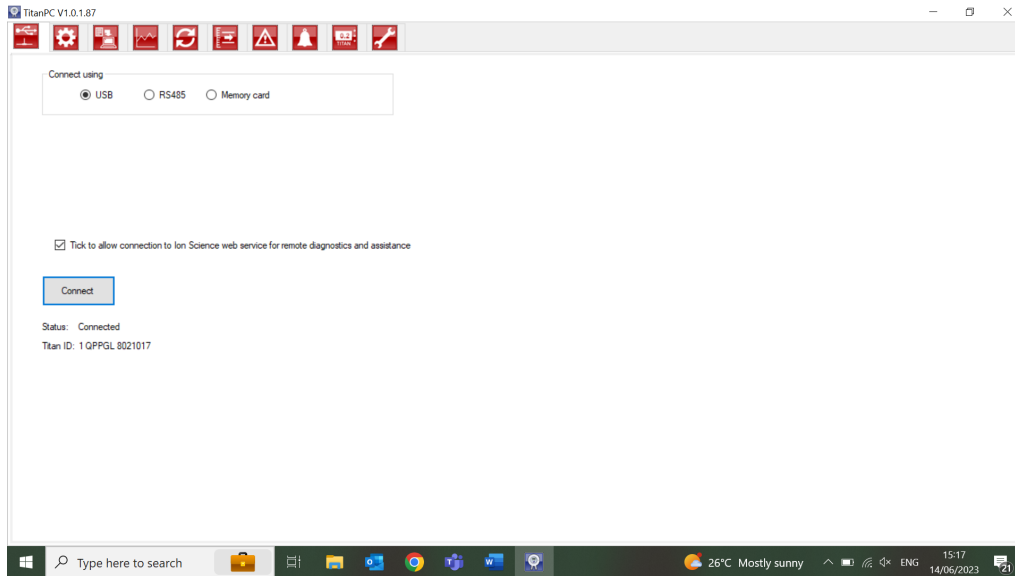 TitanPC V1.0.1.87
0.2
TITAN
Connect using
USB
RS485
Memory card
Tick to allow connection to Ion Science web service for remote diagnostics and assistance
Connect
Status: Connected
Titan ID: 1 QPPGL 8021017
Type here to search
26°C Mostly sunny
ENG
15:17
14/06/2023
21